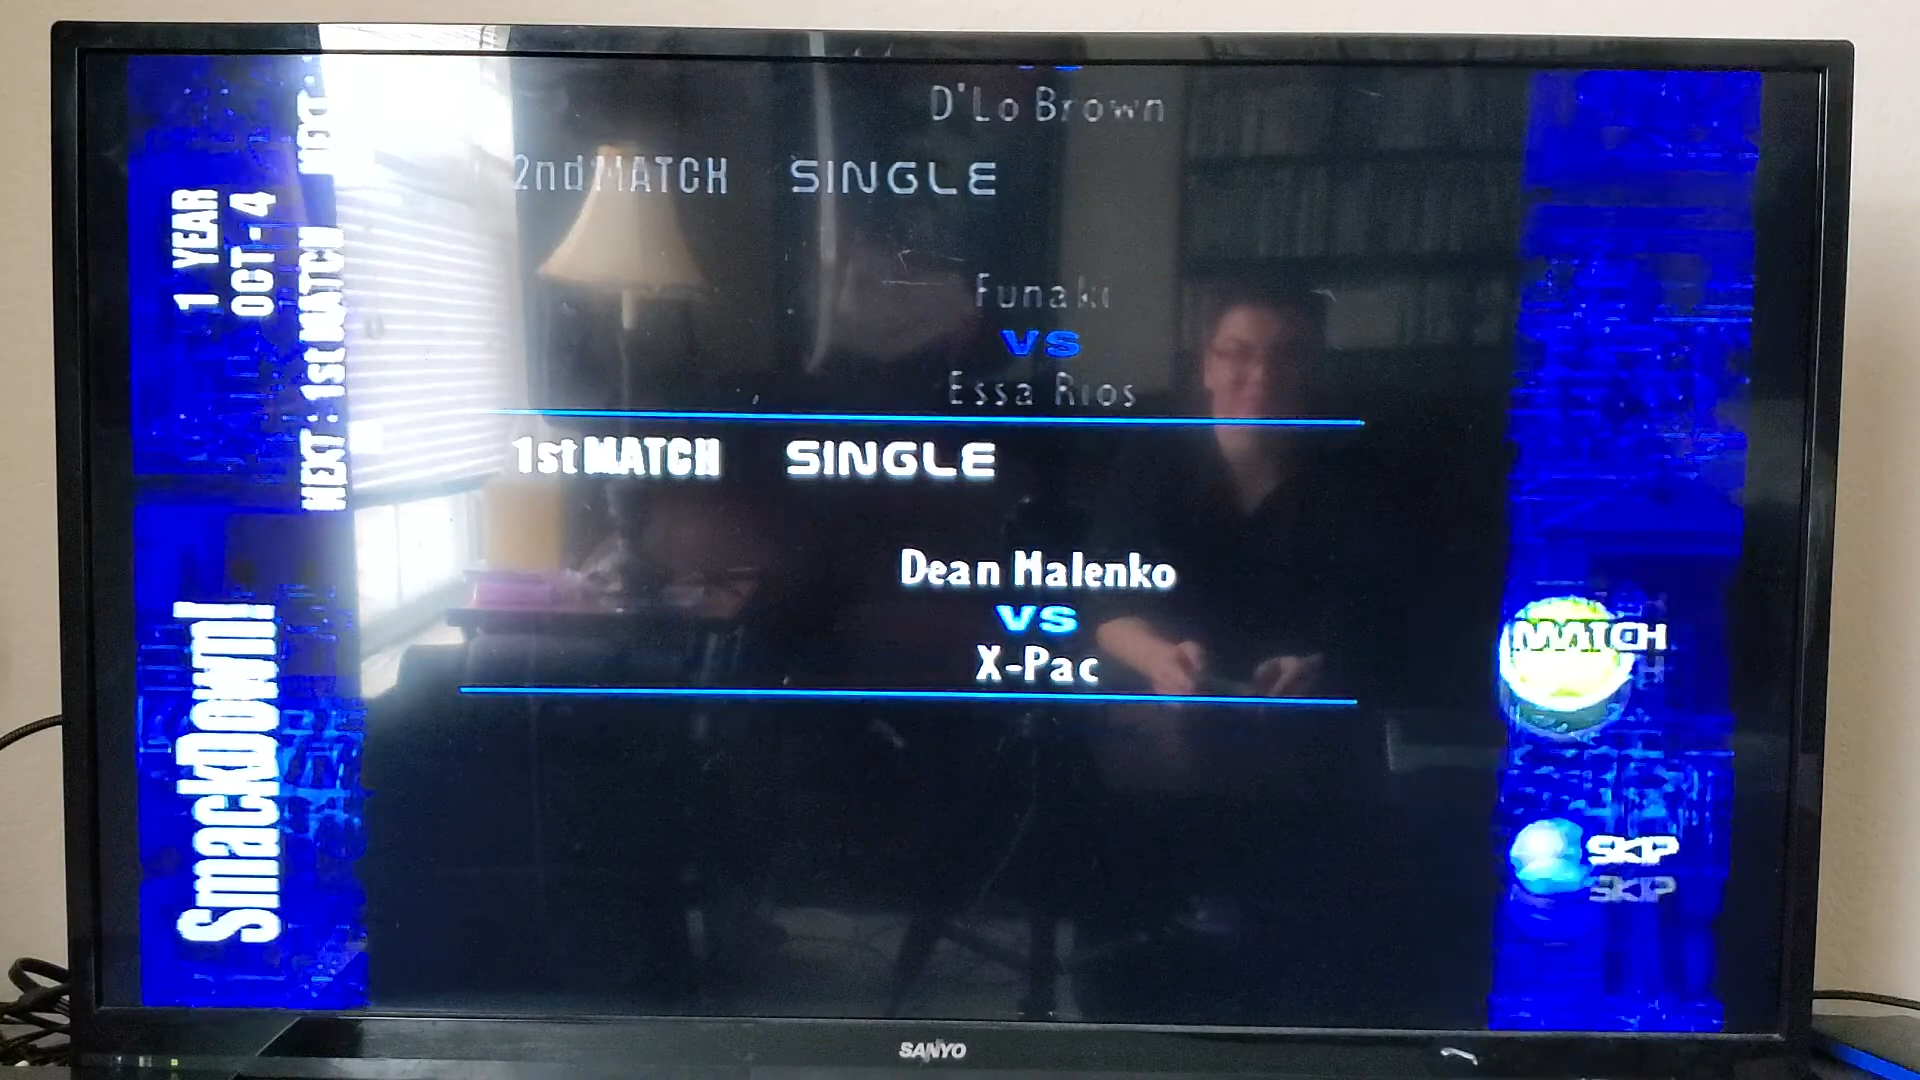 D'Lo Brown
2nd MATCH SINGLE
Funaki
VS
Essa Rios
1st MATCH SINGLE
Dean Malenko
VS
X-Pac
SmackDown!
1 YEAR
OCT-4
NEXT : 1st MATCH
MATCH
SKIP
SANYO